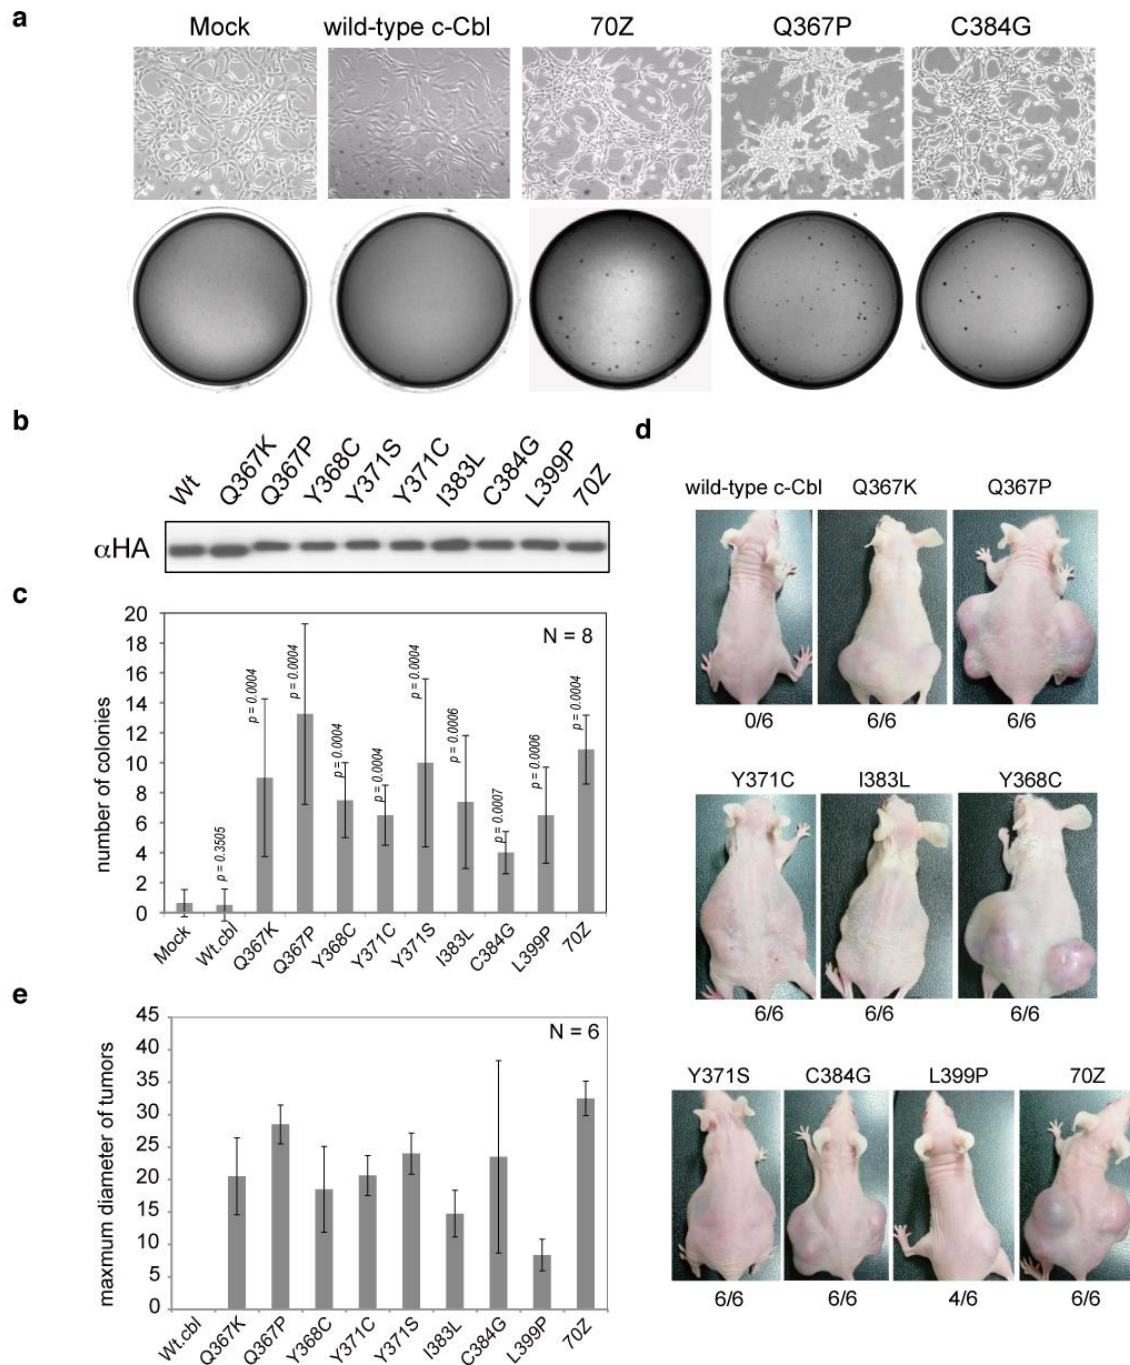 a
Mock wild-type c-Cbl 70Z Q367P C384G
b
Wt Q367K Q367P Y368C Y371S Y371C I383L C384G L399P 70Z
αHA
c
20
18
16
14
12
10
8
6
4
2
0
number of colonies
N = 8
p = 0.3505
p = 0.0004
p = 0.0004
p = 0.0004
p = 0.0004
p = 0.0004
p = 0.0006
p = 0.0007
p = 0.0006
p = 0.0004
Mock Wt.cbl Q367K Q367P Y368C Y371C Y371S I383L C384G L399P 70Z
d
wild-type c-Cbl Q367K Q367P
0/6 6/6 6/6
Y371C I383L Y368C
6/6 6/6 6/6
Y371S C384G L399P 70Z
6/6 6/6 4/6 6/6
e
45
40
35
30
25
20
15
10
5
0
maxmum diameter of tumors
N = 6
Wt.cbl Q367K Q367P Y368C Y371C Y371S I383L C384G L399P 70Z